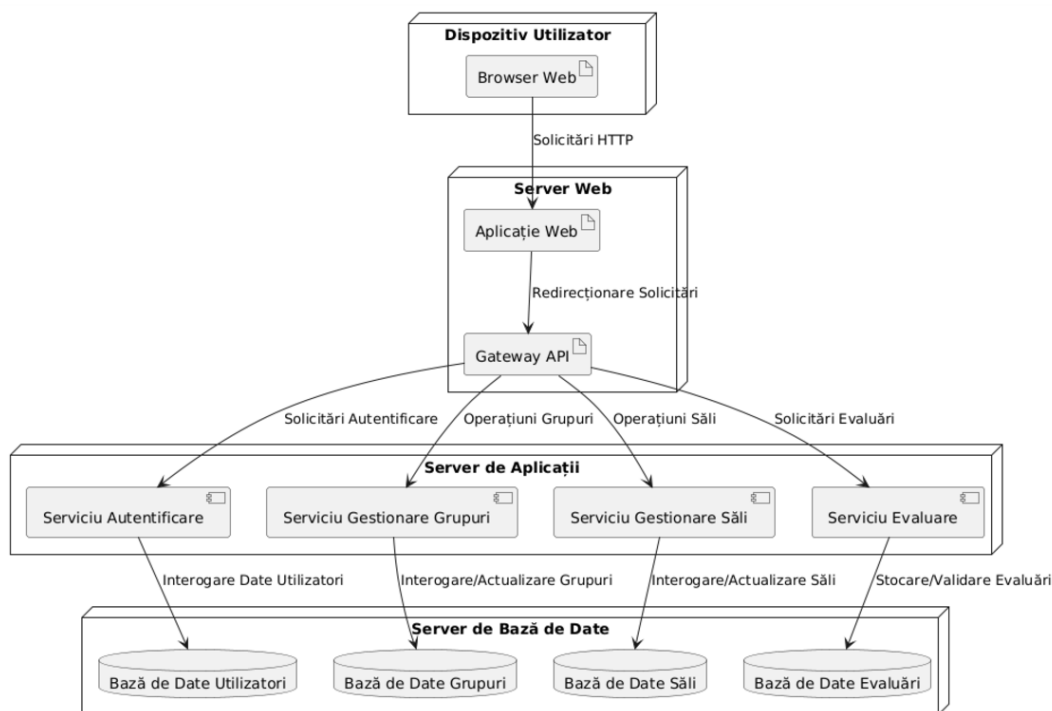 Dispozitiv Utilizator
Browser Web
Solicitări HTTP
Server Web
Aplicație Web
Redirecționare Solicitări
Gateway API
Solicitări Autentificare
Operațiuni Grupuri
Operațiuni Săli
Solicitări Evaluări
Server de Aplicații
Serviciu Autentificare
Serviciu Gestionare Grupuri
Serviciu Gestionare Săli
Serviciu Evaluare
Interogare Date Utilizatori
Interogare/Actualizare Grupuri
Interogare/Actualizare Săli
Stocare/Validare Evaluări
Server de Bază de Date
Bază de Date Utilizatori
Bază de Date Grupuri
Bază de Date Săli
Bază de Date Evaluări